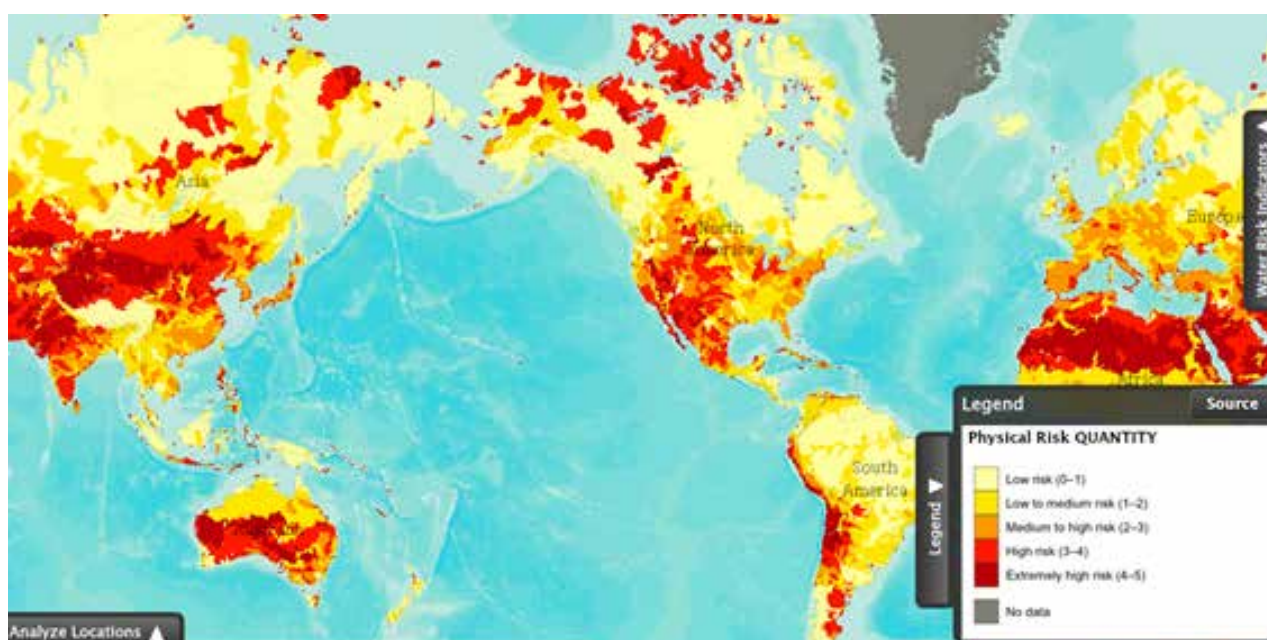 Asia
North
America
Europe
Africa
South
America
Water Risk Indicators
Legend
Source
Physical Risk QUANTITY
Low risk (0–1)
Low to medium risk (1–2)
Medium to high risk (2–3)
High risk (3–4)
Extremely high risk (4–5)
No data
Legend
Analyze Locations